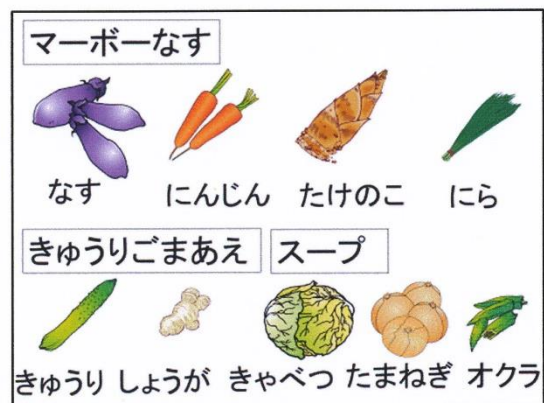 マーボーなす
なす にんじん たけのこ にら
きゅうりごまあえ スープ
きゅうり しょうが きゃべつ たまねぎ オクラ